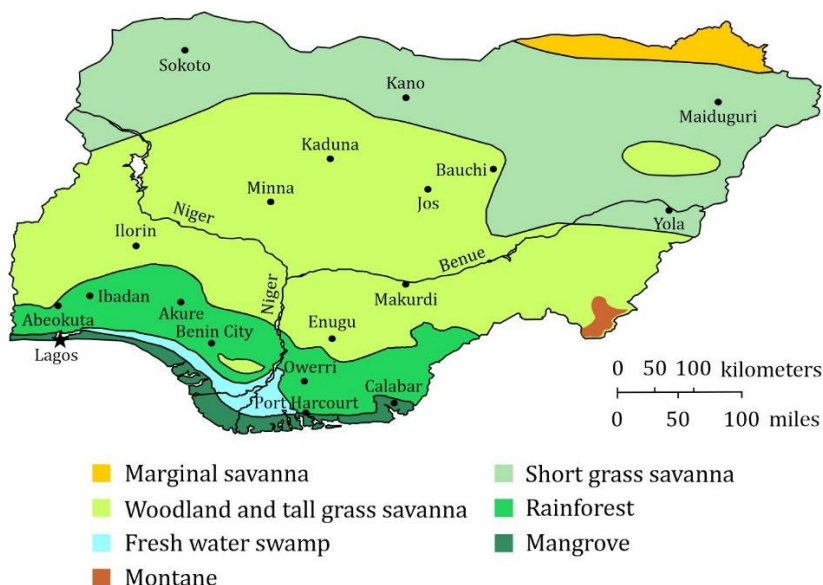 Sokoto
Kano
Maiduguri
Kaduna
Bauchi
Minna
Jos
Niger
Yola
Ilorin
Benue
Niger
Makurdi
Ibadan
Akure
Abeokuta
Benin City
Enugu
Lagos
Owerri
Calabar
Port Harcourt
0 50 100 kilometers
0 50 100 miles
Marginal savanna
Short grass savanna
Woodland and tall grass savanna
Rainforest
Fresh water swamp
Mangrove
Montane